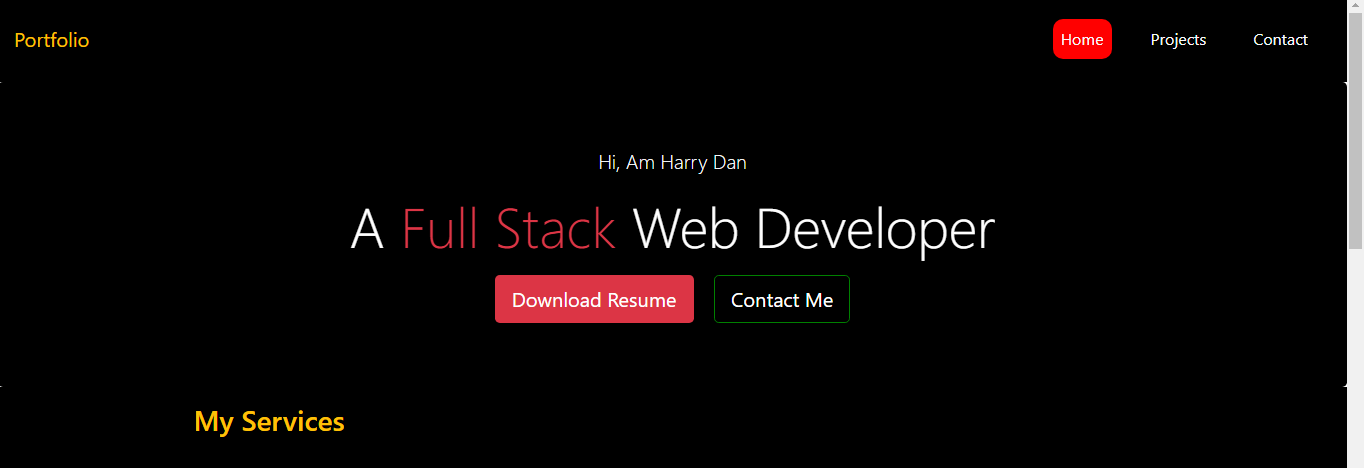 Portfolio Home Projects Contact
Hi, Am Harry Dan
A Full Stack Web Developer
Download Resume Contact Me
My Services